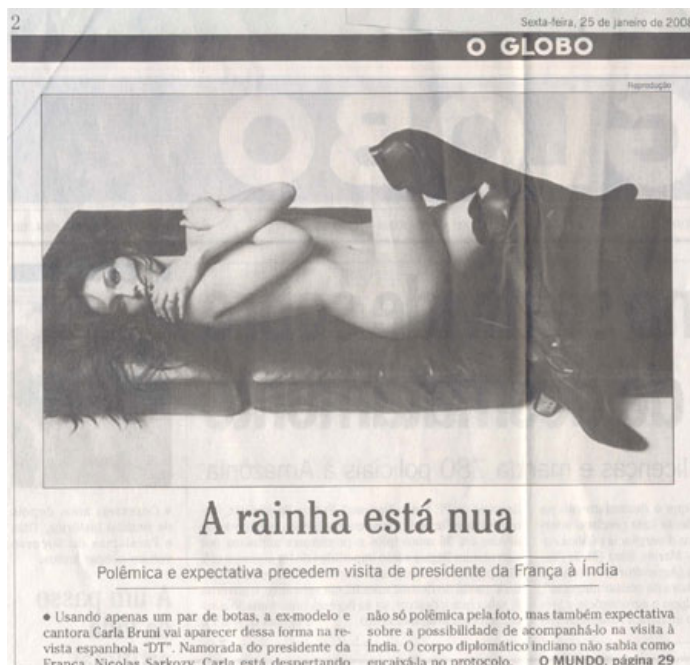 2
Sexta-feira, 25 de janeiro de 2008
O GLOBO
Reprodução
A rainha está nua
Polêmica e expectativa precedem visita de presidente da França à Índia
• Usando apenas um par de botas, a ex-modelo e
cantora Carla Bruni vai aparecer dessa forma na re-
vista espanhola "DT". Namorada do presidente da
França, Nicolas Sarkozy, Carla está despertando
não só polêmica pela foto, mas também expectativa
sobre a possibilidade de acompanhá-lo na visita à
Índia. O corpo diplomático indiano não sabia como
encaixá-la no protocolo. O MUNDO, página 29